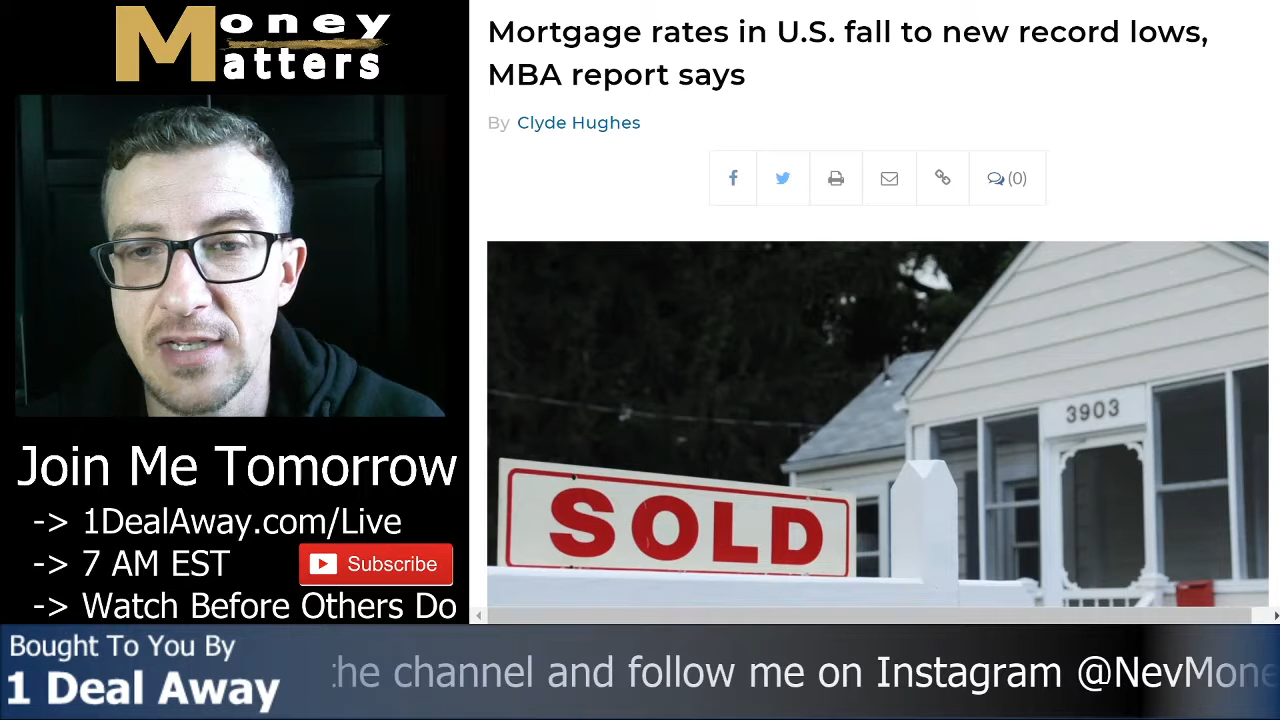 Money
Matters
Mortgage rates in U.S. fall to new record lows,
MBA report says
By Clyde Hughes
(0)
3903
SOLD
Join Me Tomorrow
-> 1DealAway.com/Live
-> 7 AM EST
Subscribe
-> Watch Before Others Do
Bought To You By
1 Deal Away
the channel and follow me on Instagram @NevMone